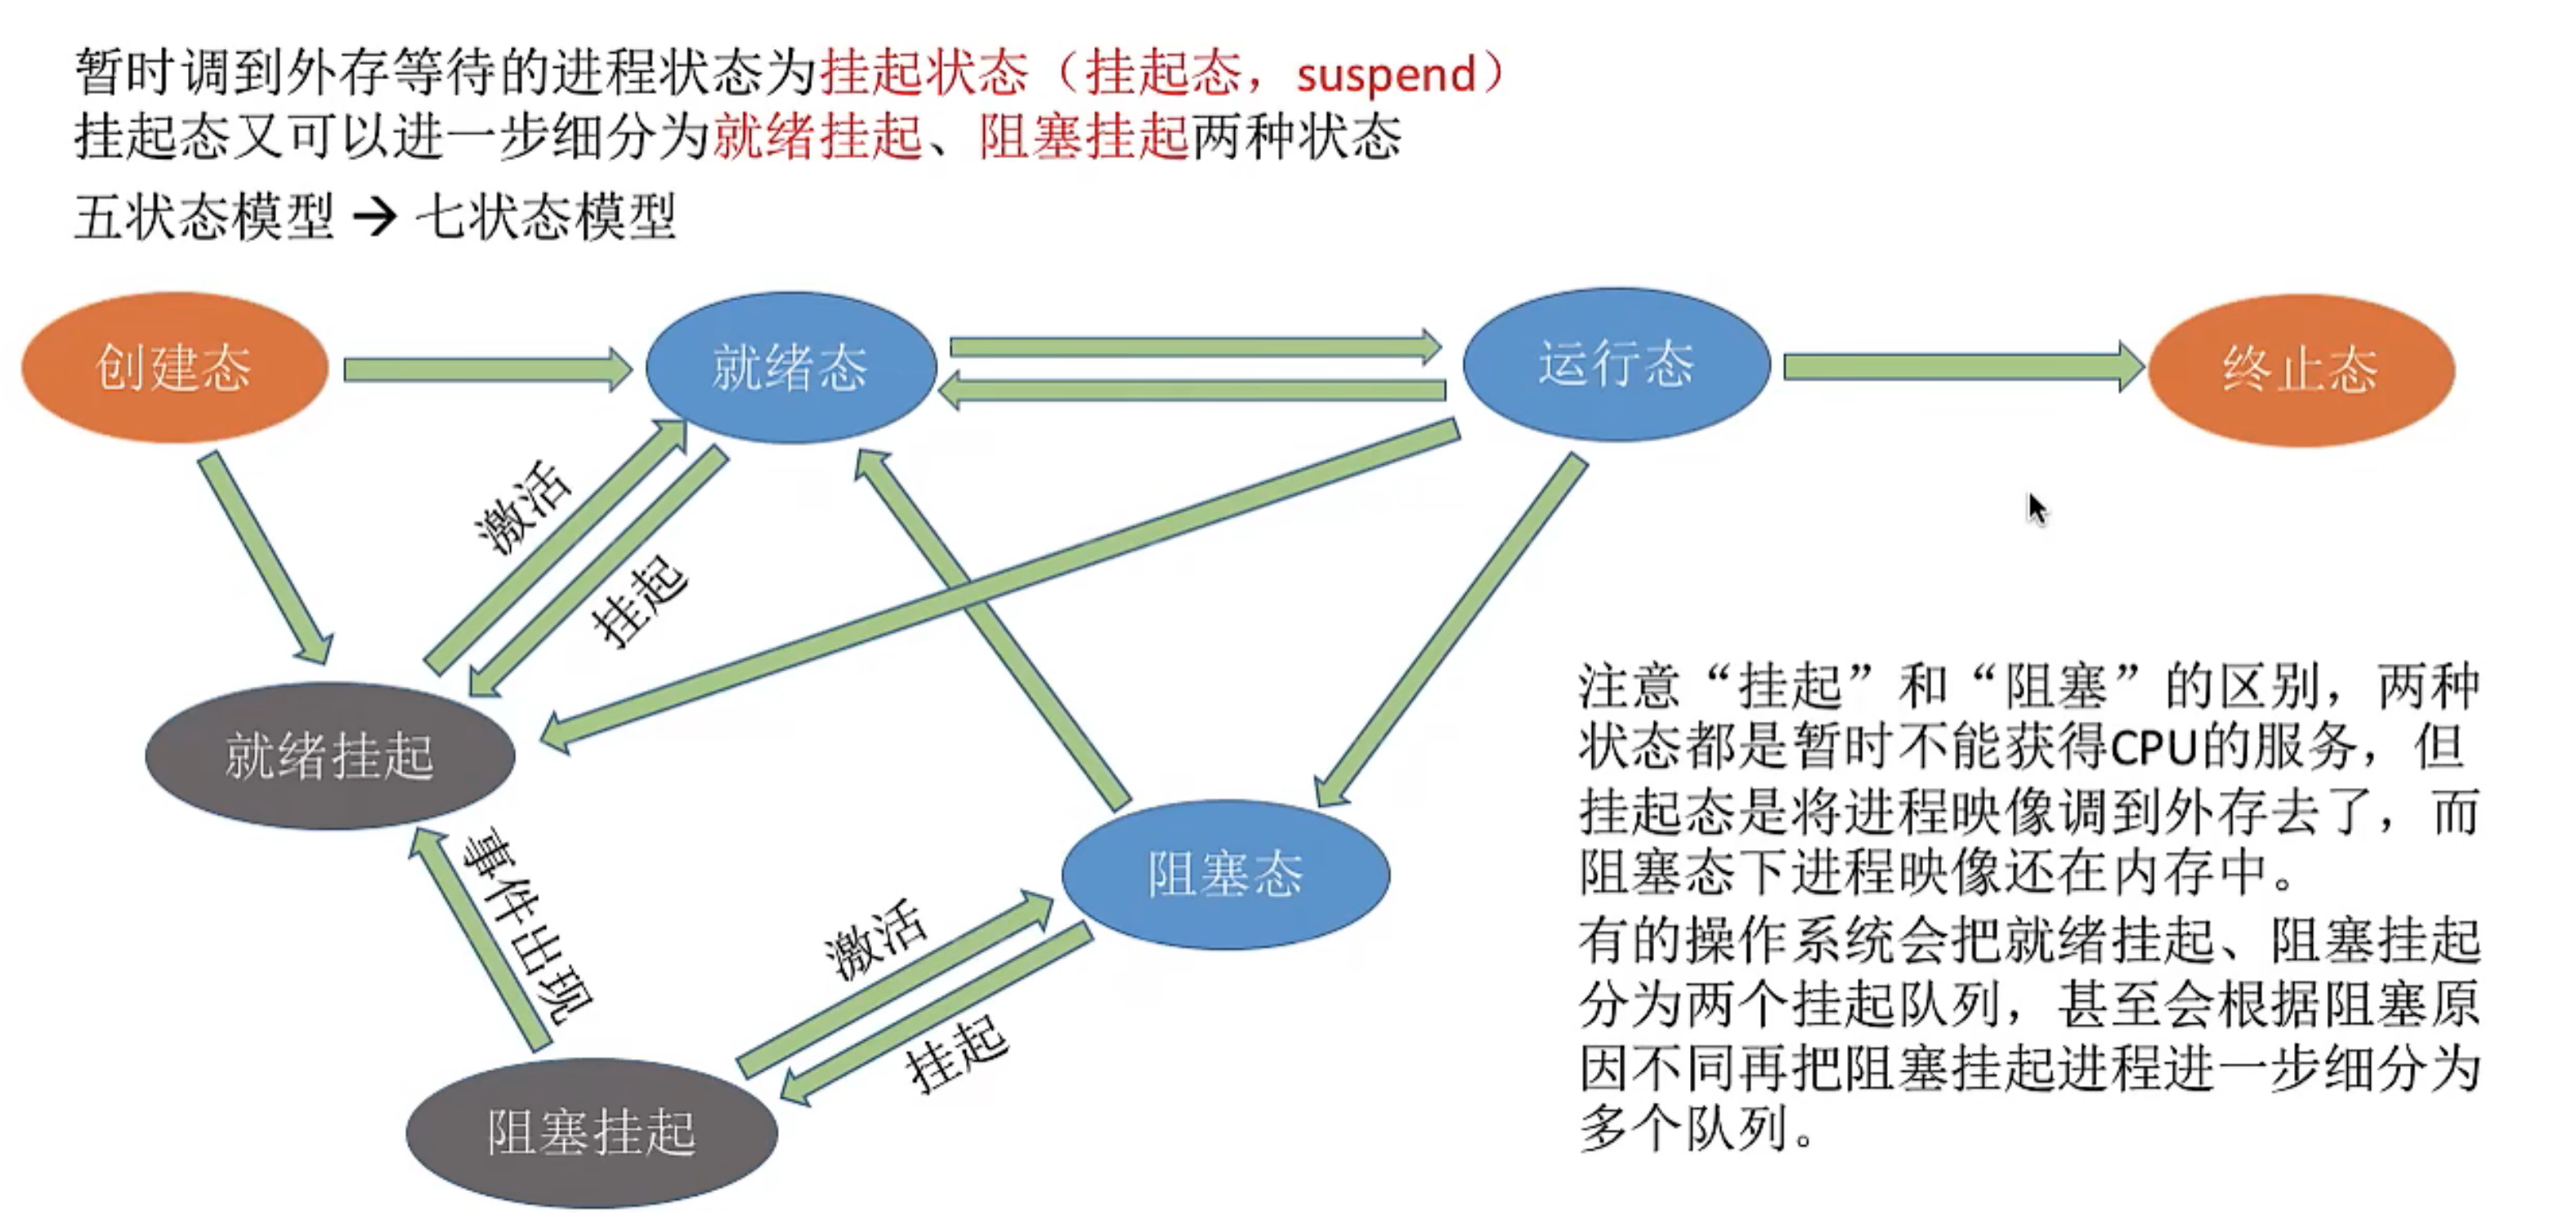 暂时调到外存等待的进程状态为挂起状态（挂起态，suspend）
挂起态又可以进一步细分为就绪挂起、阻塞挂起两种状态
五状态模型 → 七状态模型
创建态
就绪态
运行态
终止态
激活
挂起
就绪挂起
事件出现
阻塞态
激活
挂起
阻塞挂起
注意“挂起”和“阻塞”的区别，两种
状态都是暂时不能获得CPU的服务，但
挂起态是将进程映像调到外存去了，而
阻塞态下进程映像还在内存中。
有的操作系统会把就绪挂起、阻塞挂起
分为两个挂起队列，甚至会根据阻塞原
因不同再把阻塞挂起进程进一步细分为
多个队列。